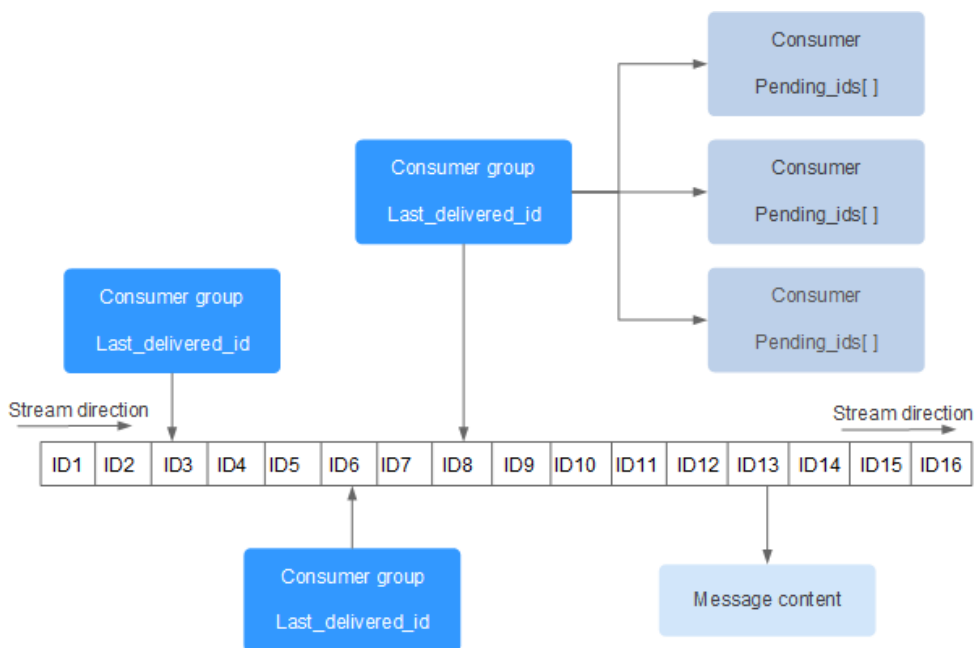 Consumer
Pending_ids[ ]
Consumer group
Last_delivered_id
Consumer
Pending_ids[ ]
Consumer group
Last_delivered_id
Consumer
Pending_ids[ ]
Stream direction
Stream direction
ID1 ID2 ID3 ID4 ID5 ID6 ID7 ID8 ID9 ID10 ID11 ID12 ID13 ID14 ID15 ID16
Consumer group
Last_delivered_id
Message content